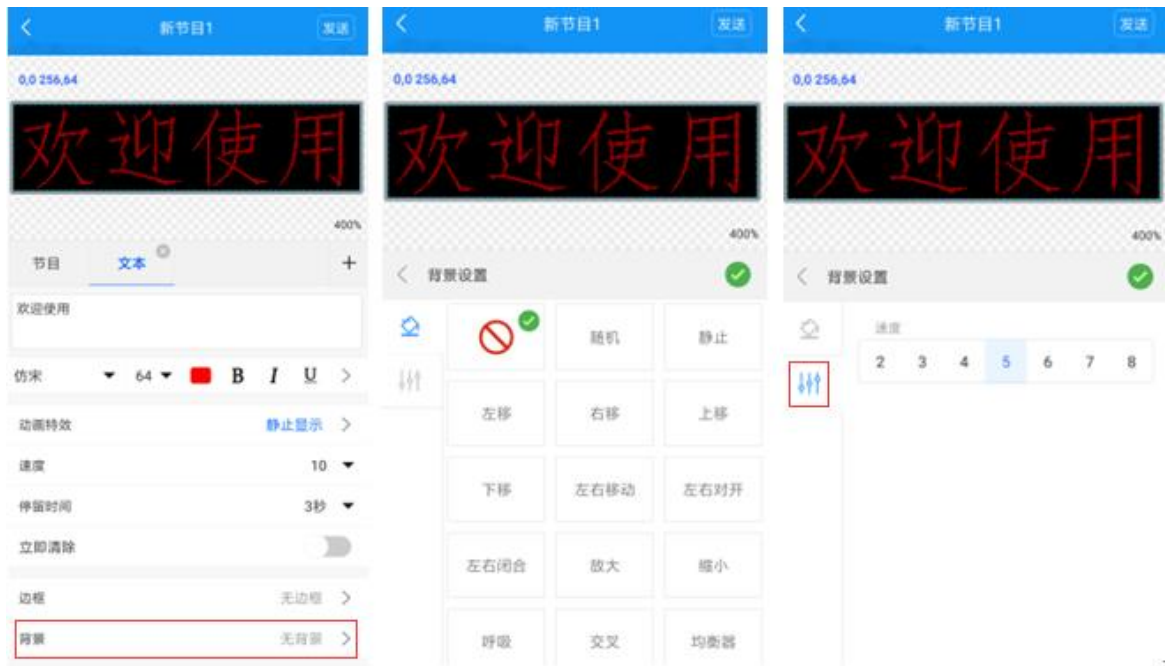 新节目1 发送
0,0 256,64
欢迎使用
400%
节目 文本 +
欢迎使用
仿宋 64 B I U
动画特效 静止显示
速度 10
停留时间 3秒
立即清除
边框 无边框
背景 无背景
新节目1 发送
0,0 256,64
欢迎使用
400%
背景设置
随机 静止
左移 右移 上移
下移 左右移动 左右对开
左右闭合 放大 缩小
呼吸 交叉 均衡器
新节目1 发送
0,0 256,64
欢迎使用
400%
背景设置
速度
2 3 4 5 6 7 8